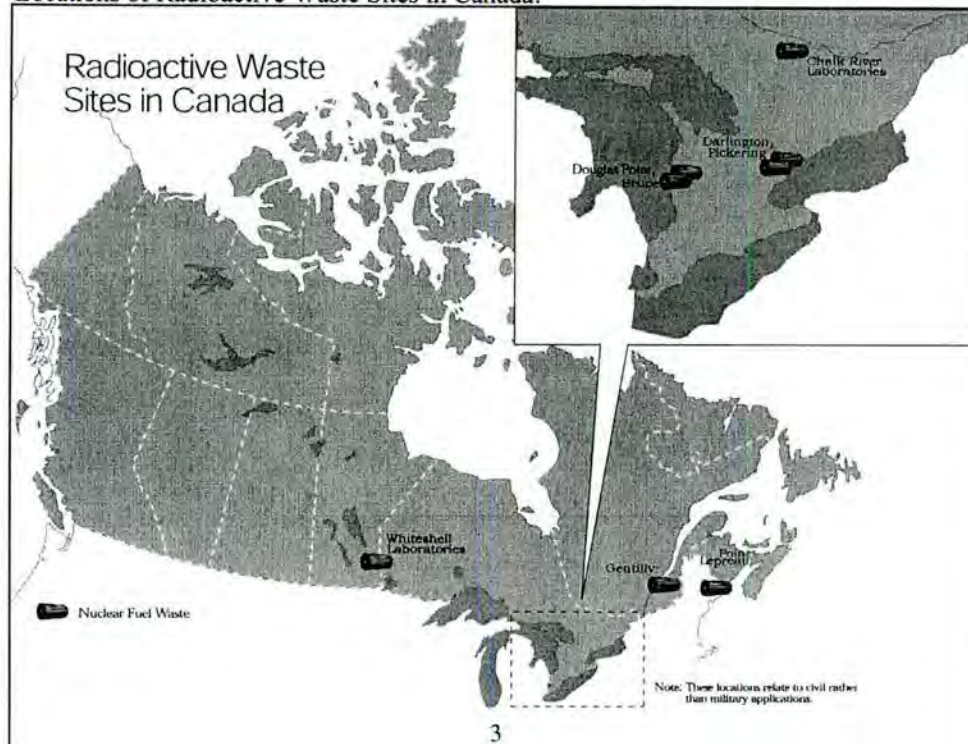 Locations of Radioactive Waste Sites in Canada:
Radioactive Waste
Sites in Canada
Chalk River
Laboratories
Darlington,
Pickering
Douglas Point,
Bruce
Whiteshell
Laboratories
Gentilly
Point
Lepreau
Nuclear Fuel Waste
Note: These locations relate to civil rather
than military applications.
3